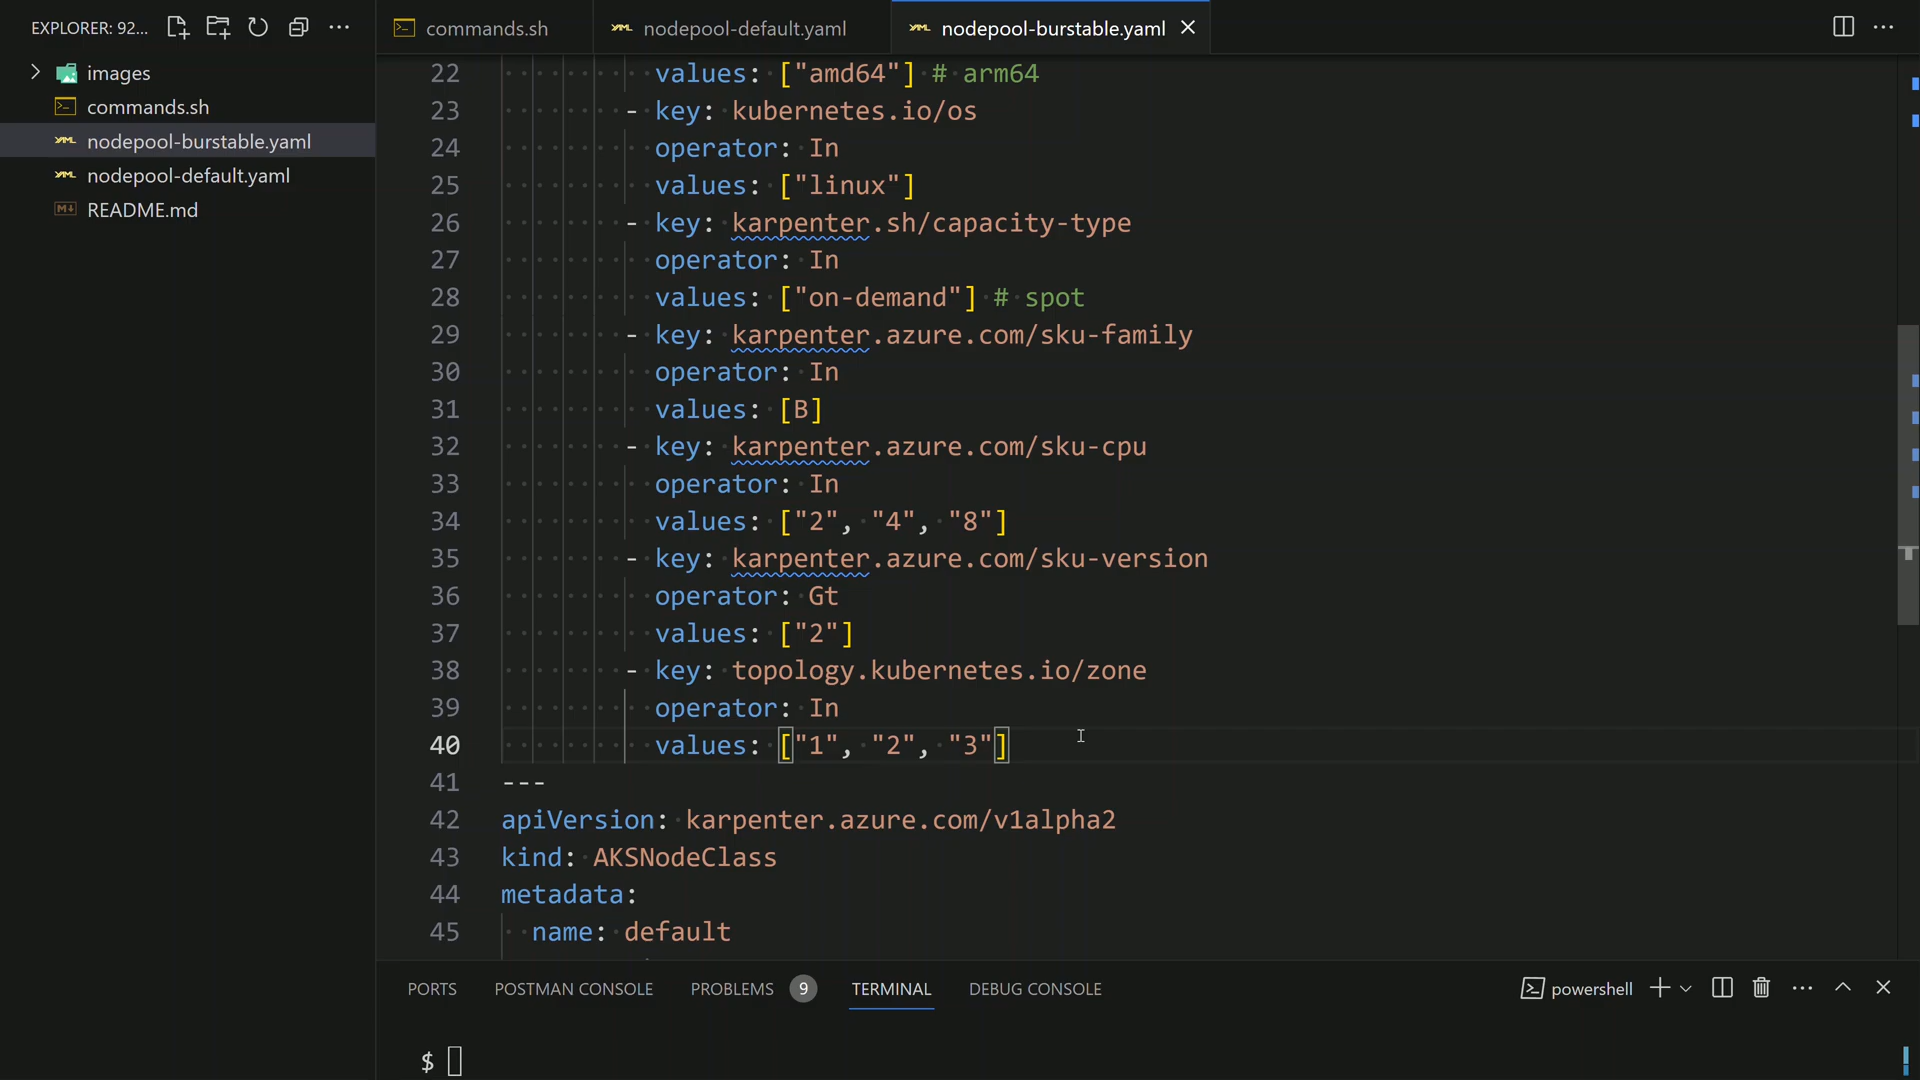 EXPLORER: 92...
images
commands.sh
nodepool-burstable.yaml
nodepool-default.yaml
README.md
commands.sh
nodepool-default.yaml
nodepool-burstable.yaml
22 values: ["amd64"] # arm64
23 - key: kubernetes.io/os
24 operator: In
25 values: ["linux"]
26 - key: karpenter.sh/capacity-type
27 operator: In
28 values: ["on-demand"] # spot
29 - key: karpenter.azure.com/sku-family
30 operator: In
31 values: [B]
32 - key: karpenter.azure.com/sku-cpu
33 operator: In
34 values: ["2", "4", "8"]
35 - key: karpenter.azure.com/sku-version
36 operator: Gt
37 values: ["2"]
38 - key: topology.kubernetes.io/zone
39 operator: In
40 values: ["1", "2", "3"]
41 ---
42 apiVersion: karpenter.azure.com/v1alpha2
43 kind: AKSNodeClass
44 metadata:
45 name: default
PORTS
POSTMAN CONSOLE
PROBLEMS 9
TERMINAL
DEBUG CONSOLE
powershell
$